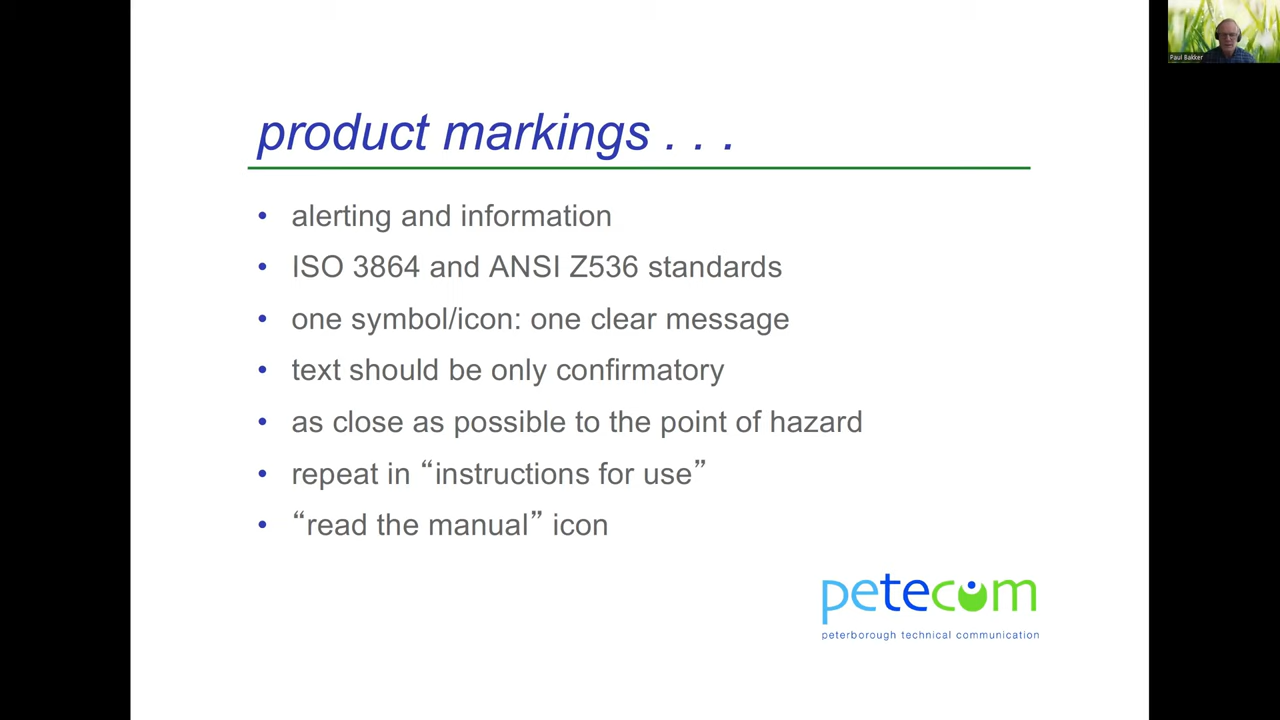 product markings . . .
• alerting and information
• ISO 3864 and ANSI Z536 standards
• one symbol/icon: one clear message
• text should be only confirmatory
• as close as possible to the point of hazard
• repeat in “instructions for use”
• “read the manual” icon
petecom
peterborough technical communication
Paul Bakker